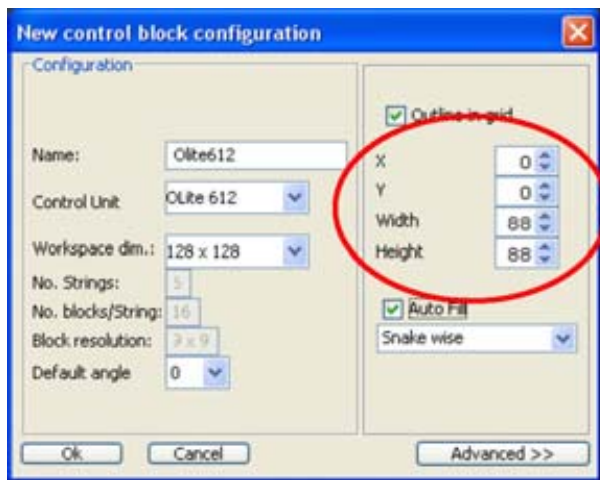 New control block configuration
Configuration
Name: Olite612
Control Unit OLite 612
Workspace dim.: 128 x 128
No. Strings: 5
No. blocks/String: 16
Block resolution: x 9
Default angle 0
Outline in grid
X 0
Y 0
Width 88
Height 88
Auto Fill
Snake wise
Ok Cancel Advanced >>